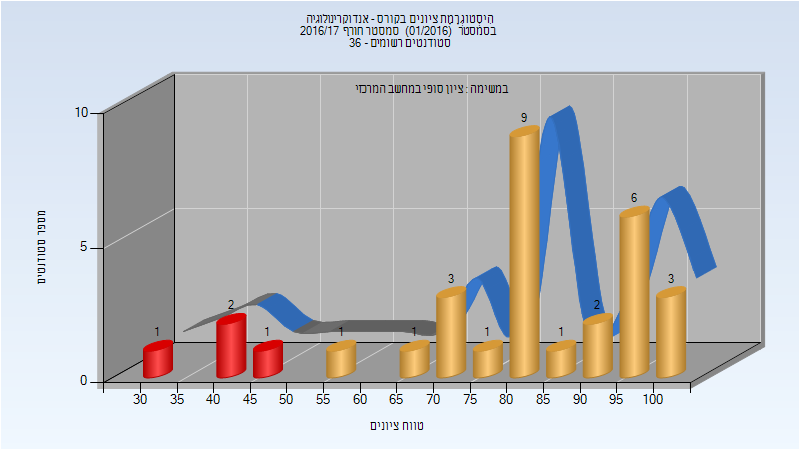 היסטוגרמת ציונים בקורס - אנדוקרינולוגיה
בסמסטר (01/2016) סמסטר חורף 2016/17
סטודנטים רשומים - 36
במשימה : ציון סופי במחשב המרכזי
מספר סטודנטים
10
5
0
1
2
1
1
1
3
1
9
1
2
6
3
30 35 40 45 50 55 60 65 70 75 80 85 90 95 100
טווח ציונים